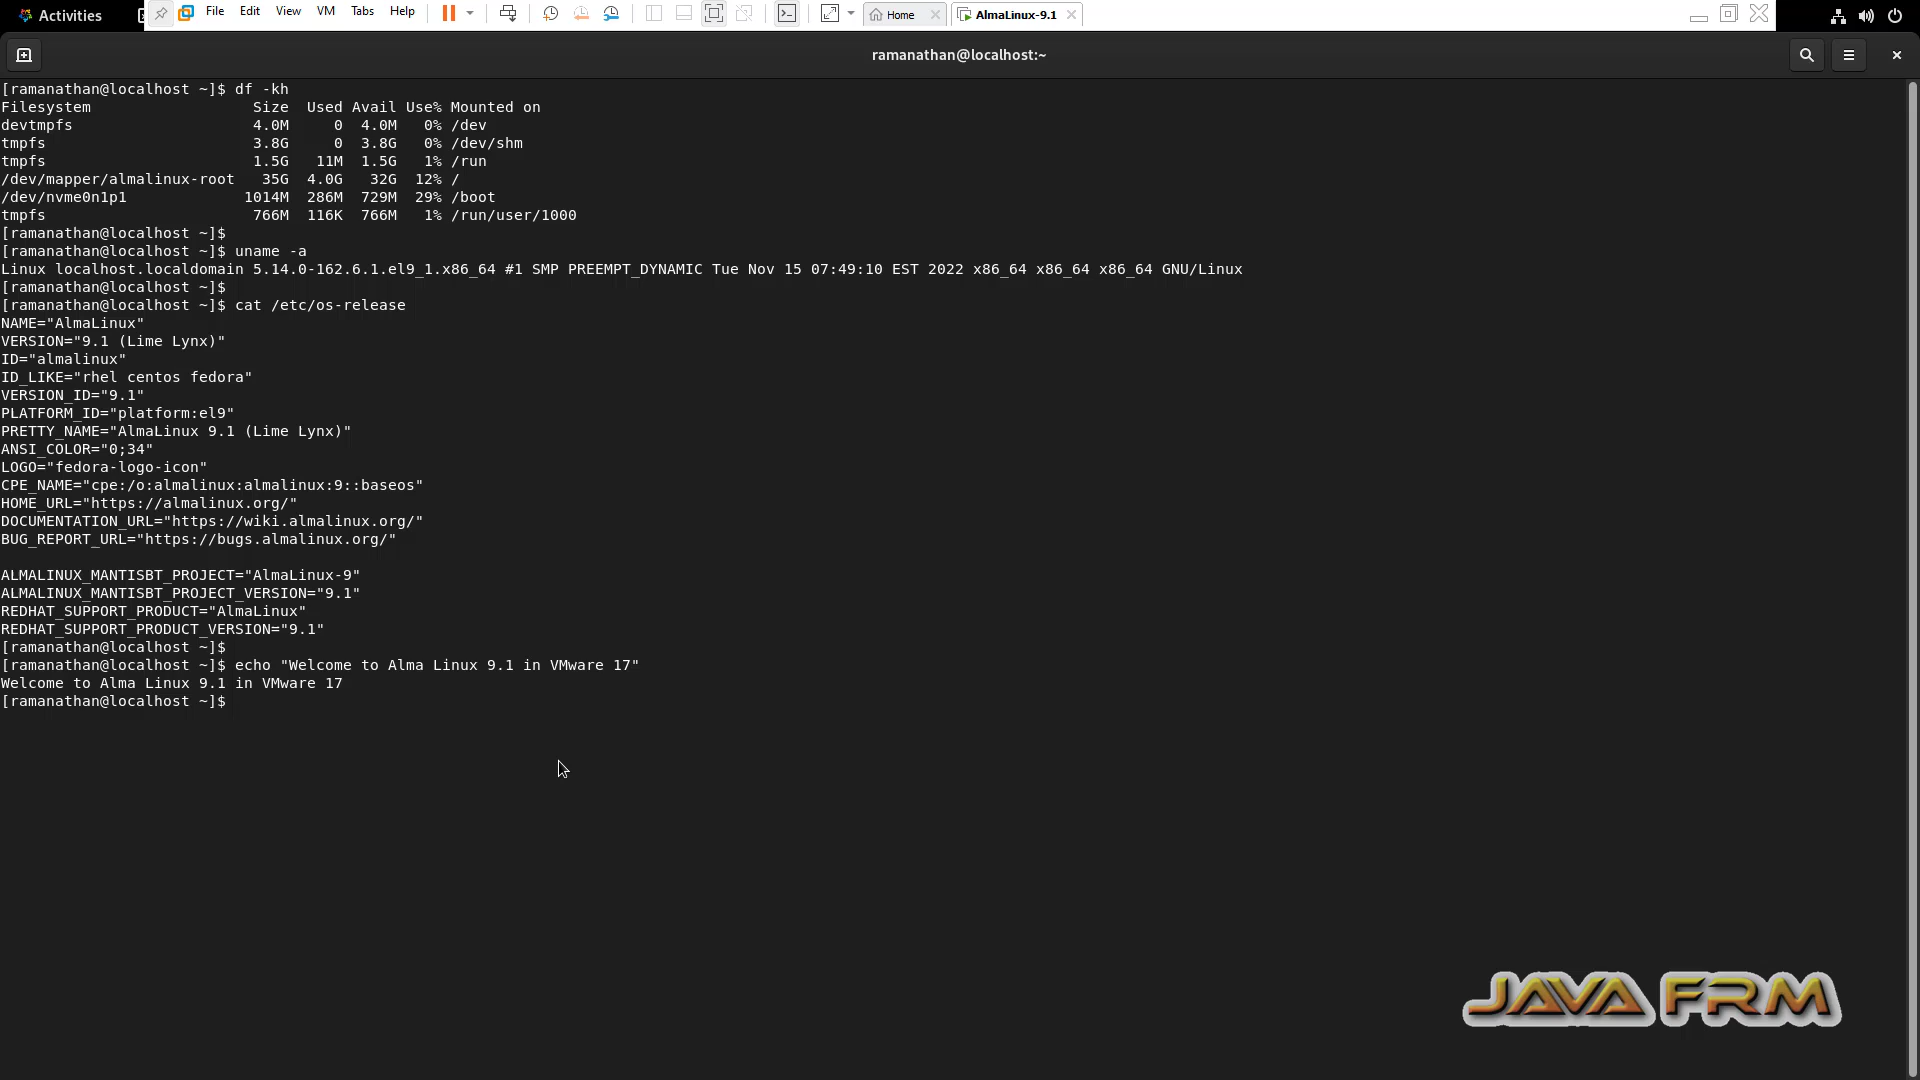 Activities
File Edit View VM Tabs Help
Home
AlmaLinux-9.1
ramanathan@localhost:~
[ramanathan@localhost ~]$ df -kh
Filesystem                  Size  Used Avail Use% Mounted on
devtmpfs                    4.0M     0  4.0M   0% /dev
tmpfs                       3.8G     0  3.8G   0% /dev/shm
tmpfs                       1.5G   11M  1.5G   1% /run
/dev/mapper/almalinux-root   35G  4.0G   32G  12% /
/dev/nvme0n1p1             1014M  286M  729M  29% /boot
tmpfs                       766M  116K  766M   1% /run/user/1000
[ramanathan@localhost ~]$
[ramanathan@localhost ~]$ uname -a
Linux localhost.localdomain 5.14.0-162.6.1.el9_1.x86_64 #1 SMP PREEMPT_DYNAMIC Tue Nov 15 07:49:10 EST 2022 x86_64 x86_64 x86_64 GNU/Linux
[ramanathan@localhost ~]$
[ramanathan@localhost ~]$ cat /etc/os-release
NAME="AlmaLinux"
VERSION="9.1 (Lime Lynx)"
ID="almalinux"
ID_LIKE="rhel centos fedora"
VERSION_ID="9.1"
PLATFORM_ID="platform:el9"
PRETTY_NAME="AlmaLinux 9.1 (Lime Lynx)"
ANSI_COLOR="0;34"
LOGO="fedora-logo-icon"
CPE_NAME="cpe:/o:almalinux:almalinux:9::baseos"
HOME_URL="https://almalinux.org/"
DOCUMENTATION_URL="https://wiki.almalinux.org/"
BUG_REPORT_URL="https://bugs.almalinux.org/"

ALMALINUX_MANTISBT_PROJECT="AlmaLinux-9"
ALMALINUX_MANTISBT_PROJECT_VERSION="9.1"
REDHAT_SUPPORT_PRODUCT="AlmaLinux"
REDHAT_SUPPORT_PRODUCT_VERSION="9.1"
[ramanathan@localhost ~]$
[ramanathan@localhost ~]$ echo "Welcome to Alma Linux 9.1 in VMware 17"
Welcome to Alma Linux 9.1 in VMware 17
[ramanathan@localhost ~]$
JAVA FRM